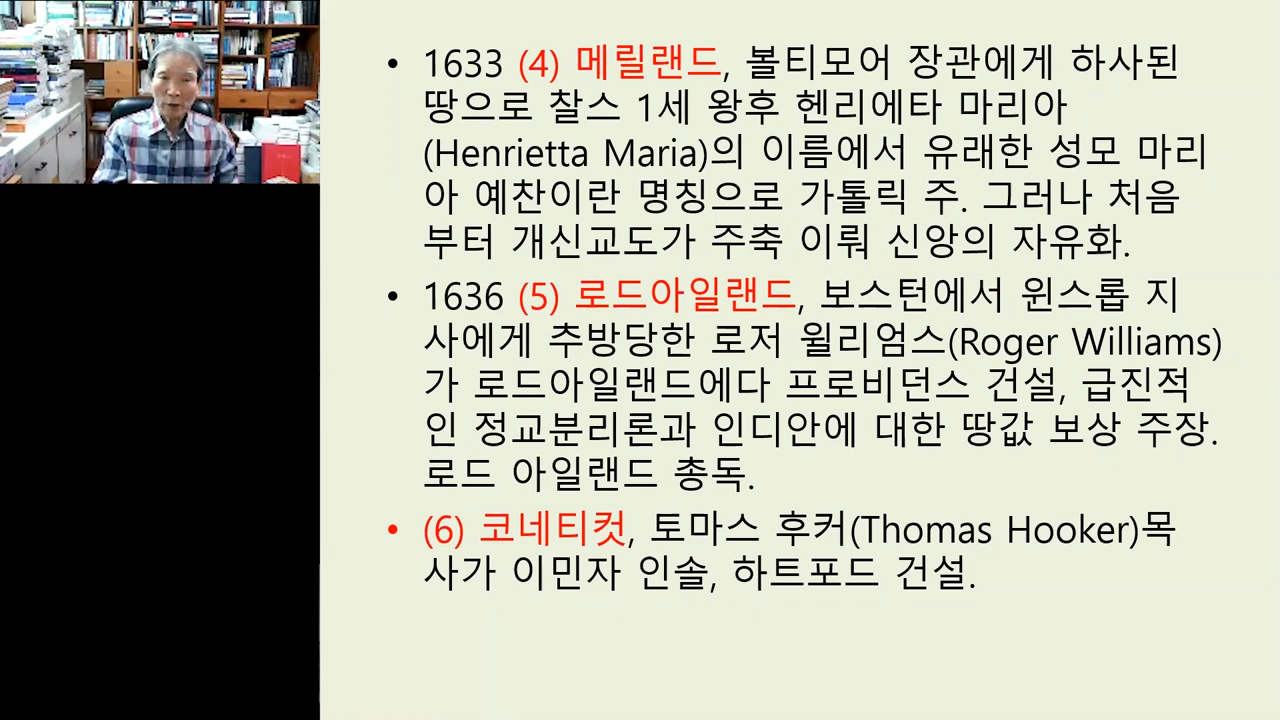 • 1633 (4) 메릴랜드, 볼티모어 장관에게 하사된
땅으로 찰스 1세 왕후 헨리에타 마리아
(Henrietta Maria)의 이름에서 유래한 성모 마리
아 예찬이란 명칭으로 가톨릭 주. 그러나 처음
부터 개신교도가 주축 이뤄 신앙의 자유화.
• 1636 (5) 로드아일랜드, 보스턴에서 윈스롭 지
사에게 추방당한 로저 윌리엄스(Roger Williams)
가 로드아일랜드에다 프로비던스 건설, 급진적
인 정교분리론과 인디안에 대한 땅값 보상 주장.
로드 아일랜드 총독.
• (6) 코네티컷, 토마스 후커(Thomas Hooker)목
사가 이민자 인솔, 하트포드 건설.